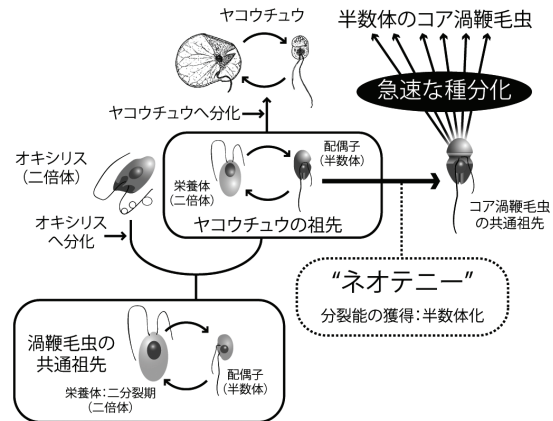 ヤコウチュウ
半数体のコア渦鞭毛虫
急速な種分化
ヤコウチュウへ分化
オキシリス
（二倍体）
配偶子
（半数体）
栄養体
（二倍体）
ヤコウチュウの祖先
コア渦鞭毛虫
の共通祖先
オキシリス
へ分化
“ネオテニー”
分裂能の獲得：半数体化
渦鞭毛虫の
共通祖先
配偶子
（半数体）
栄養体：二分裂期
（二倍体）